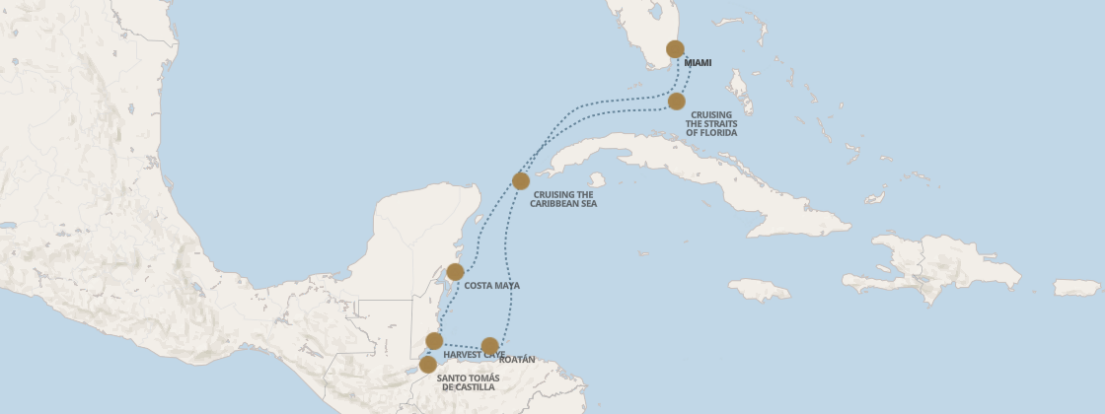 MIAMI
CRUISING
THE STRAITS
OF FLORIDA
CRUISING THE
CARIBBEAN SEA
COSTA MAYA
HARVEST CAYE
ROATÁN
SANTO TOMÁS
DE CASTILLA